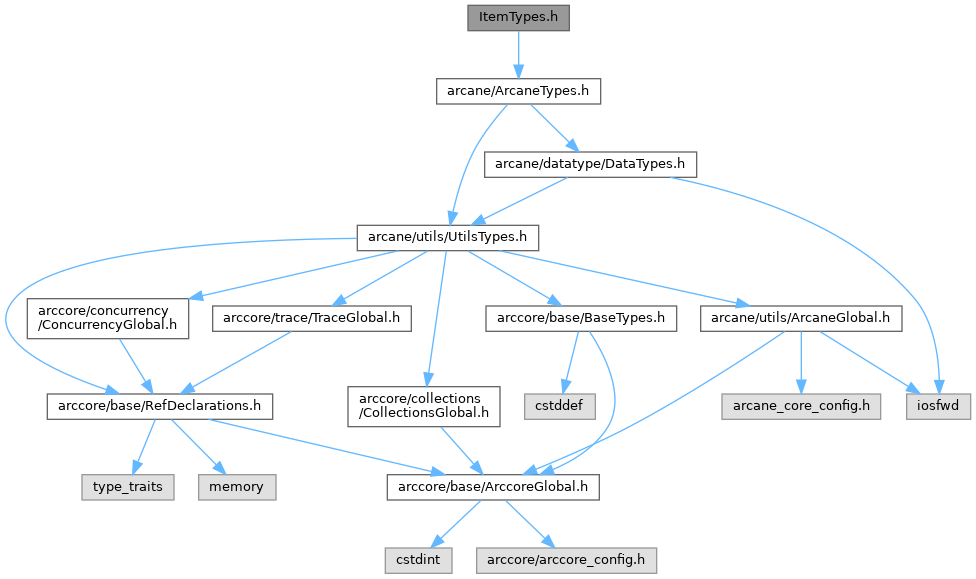 ItemTypes.h
arcane/ArcaneTypes.h
arcane/datatype/DataTypes.h
arcane/utils/UtilsTypes.h
arccore/concurrency
/ConcurrencyGlobal.h
arccore/trace/TraceGlobal.h
arccore/base/BaseTypes.h
arcane/utils/ArcaneGlobal.h
arccore/base/RefDeclarations.h
arccore/collections
/CollectionsGlobal.h
cstddef
arcane_core_config.h
iosfwd
type_traits
memory
arccore/base/ArccoreGlobal.h
cstdint
arccore/arccore_config.h